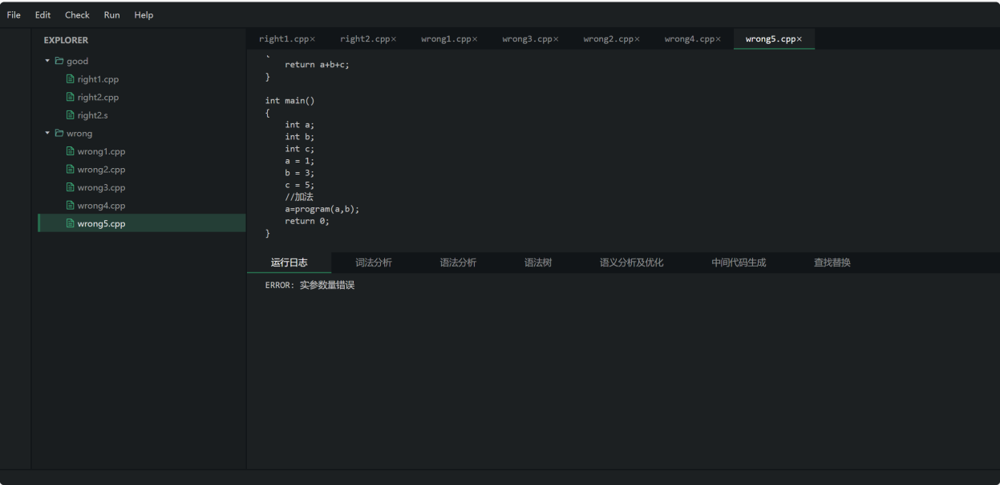 File Edit Check Run Help
EXPLORER
good
right1.cpp
right2.cpp
right2.s
wrong
wrong1.cpp
wrong2.cpp
wrong3.cpp
wrong4.cpp
wrong5.cpp
right1.cpp× right2.cpp× wrong1.cpp× wrong3.cpp× wrong2.cpp× wrong4.cpp× wrong5.cpp×
return a+b+c;
}
int main()
{
int a;
int b;
int c;
a = 1;
b = 3;
c = 5;
//加法
a=program(a,b);
return 0;
}
运行日志 词法分析 语法分析 语法树 语义分析及优化 中间代码生成 查找替换
ERROR: 实参数量错误